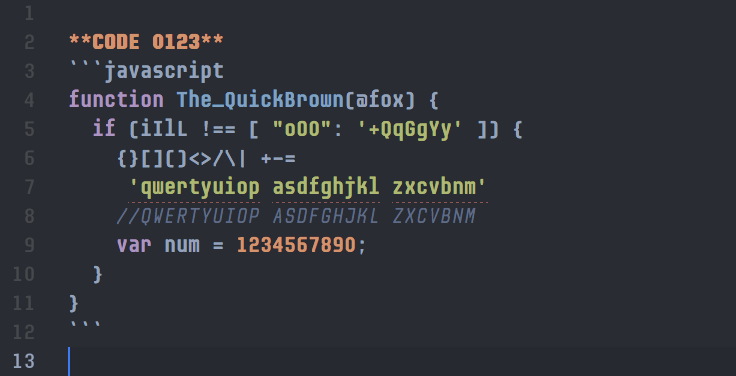 1
2 **CODE 0123**
3 ```javascript
4 function The_QuickBrown(@fox) {
5   if (iIlL !== [ "oO0": '+QqGgYy' ]) {
6     {}[][]<>/\| +-=
7      'qwertyuiop asdfghjkl zxcvbnm'
8     //QWERTYUIOP ASDFGHJKL ZXCVBNM
9     var num = 1234567890;
10   }
11 }
12 ```
13